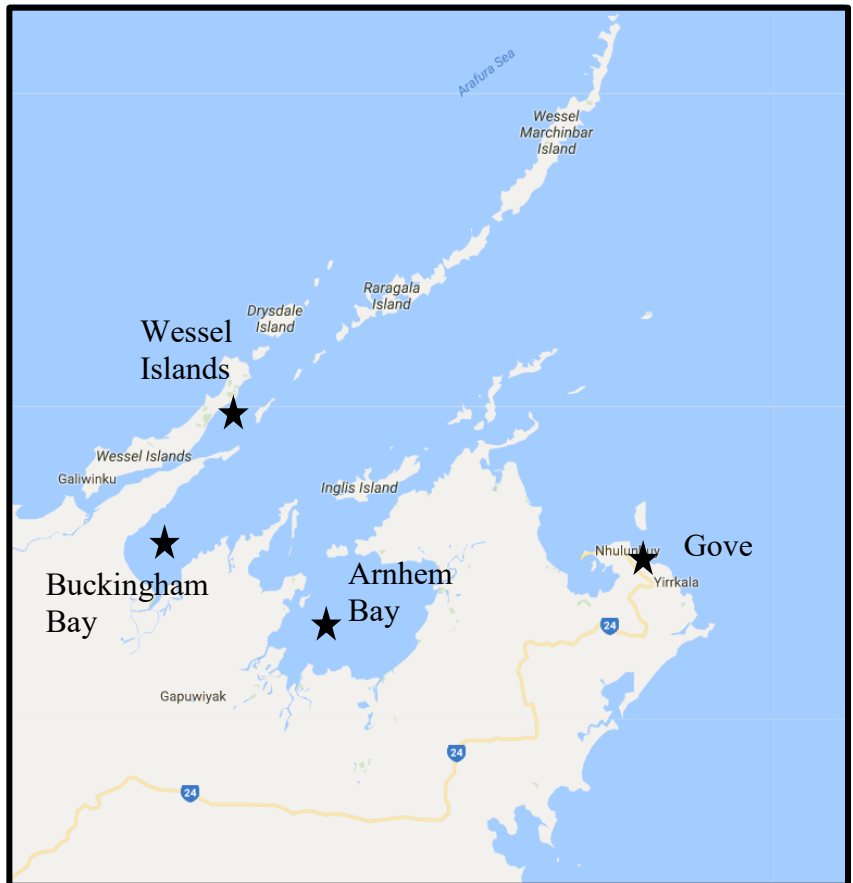 Arafura Sea
Wessel
Marchinbar
Island
Raragala
Island
Drysdale
Island
Wessel
Islands
Wessel Islands
Galiwinku
Inglis Island
Buckingham
Bay
Arnhem
Bay
Nhulunbuy
Gove
Yirrkala
24
Gapuwiyak
24
24